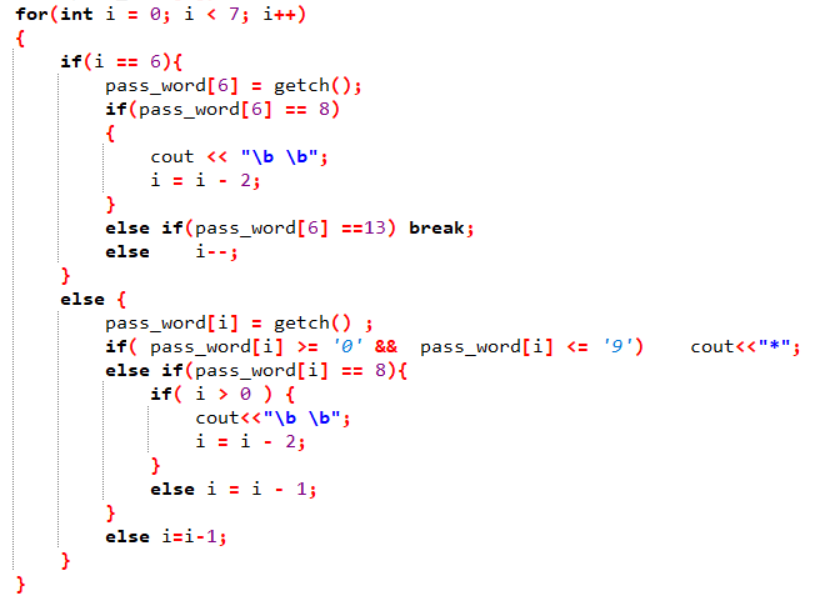 for(int i = 0; i < 7; i++)
{
    if(i == 6){
        pass_word[6] = getch();
        if(pass_word[6] == 8)
        {
            cout << "\b \b";
            i = i - 2;
        }
        else if(pass_word[6] ==13) break;
        else    i--;
    }
    else {
        pass_word[i] = getch() ;
        if( pass_word[i] >= '0' &&  pass_word[i] <= '9')    cout<<"*";
        else if(pass_word[i] == 8){
            if( i > 0 ) {
                cout<<"\b \b";
                i = i - 2;
            }
            else i = i - 1;
        }
        else i=i-1;
    }
}